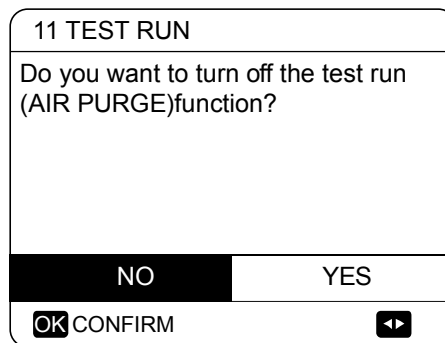 11 TEST RUN
Do you want to turn off the test run
(AIR PURGE)function?
NO YES
OK CONFIRM